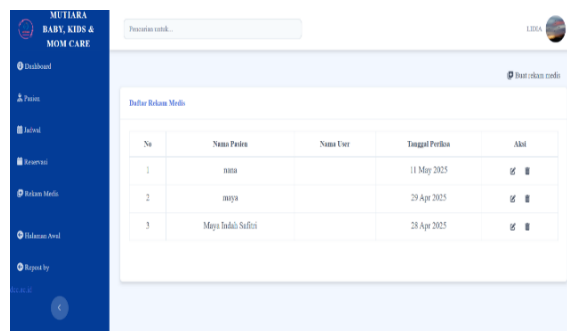 MUTIARA
BABY, KIDS &
MOM CARE
Pencarian untuk...
LIDIA
Dashboard
Pasien
Jadwal
Reservasi
Rekam Medis
Halaman Awal
Report by
Buat rekam medis
Daftar Rekam Medis
No Nama Pasien Nama User Tanggal Periksa Aksi
1 nana 11 May 2025
2 maya 29 Apr 2025
3 Maya Indah Safitri 28 Apr 2025